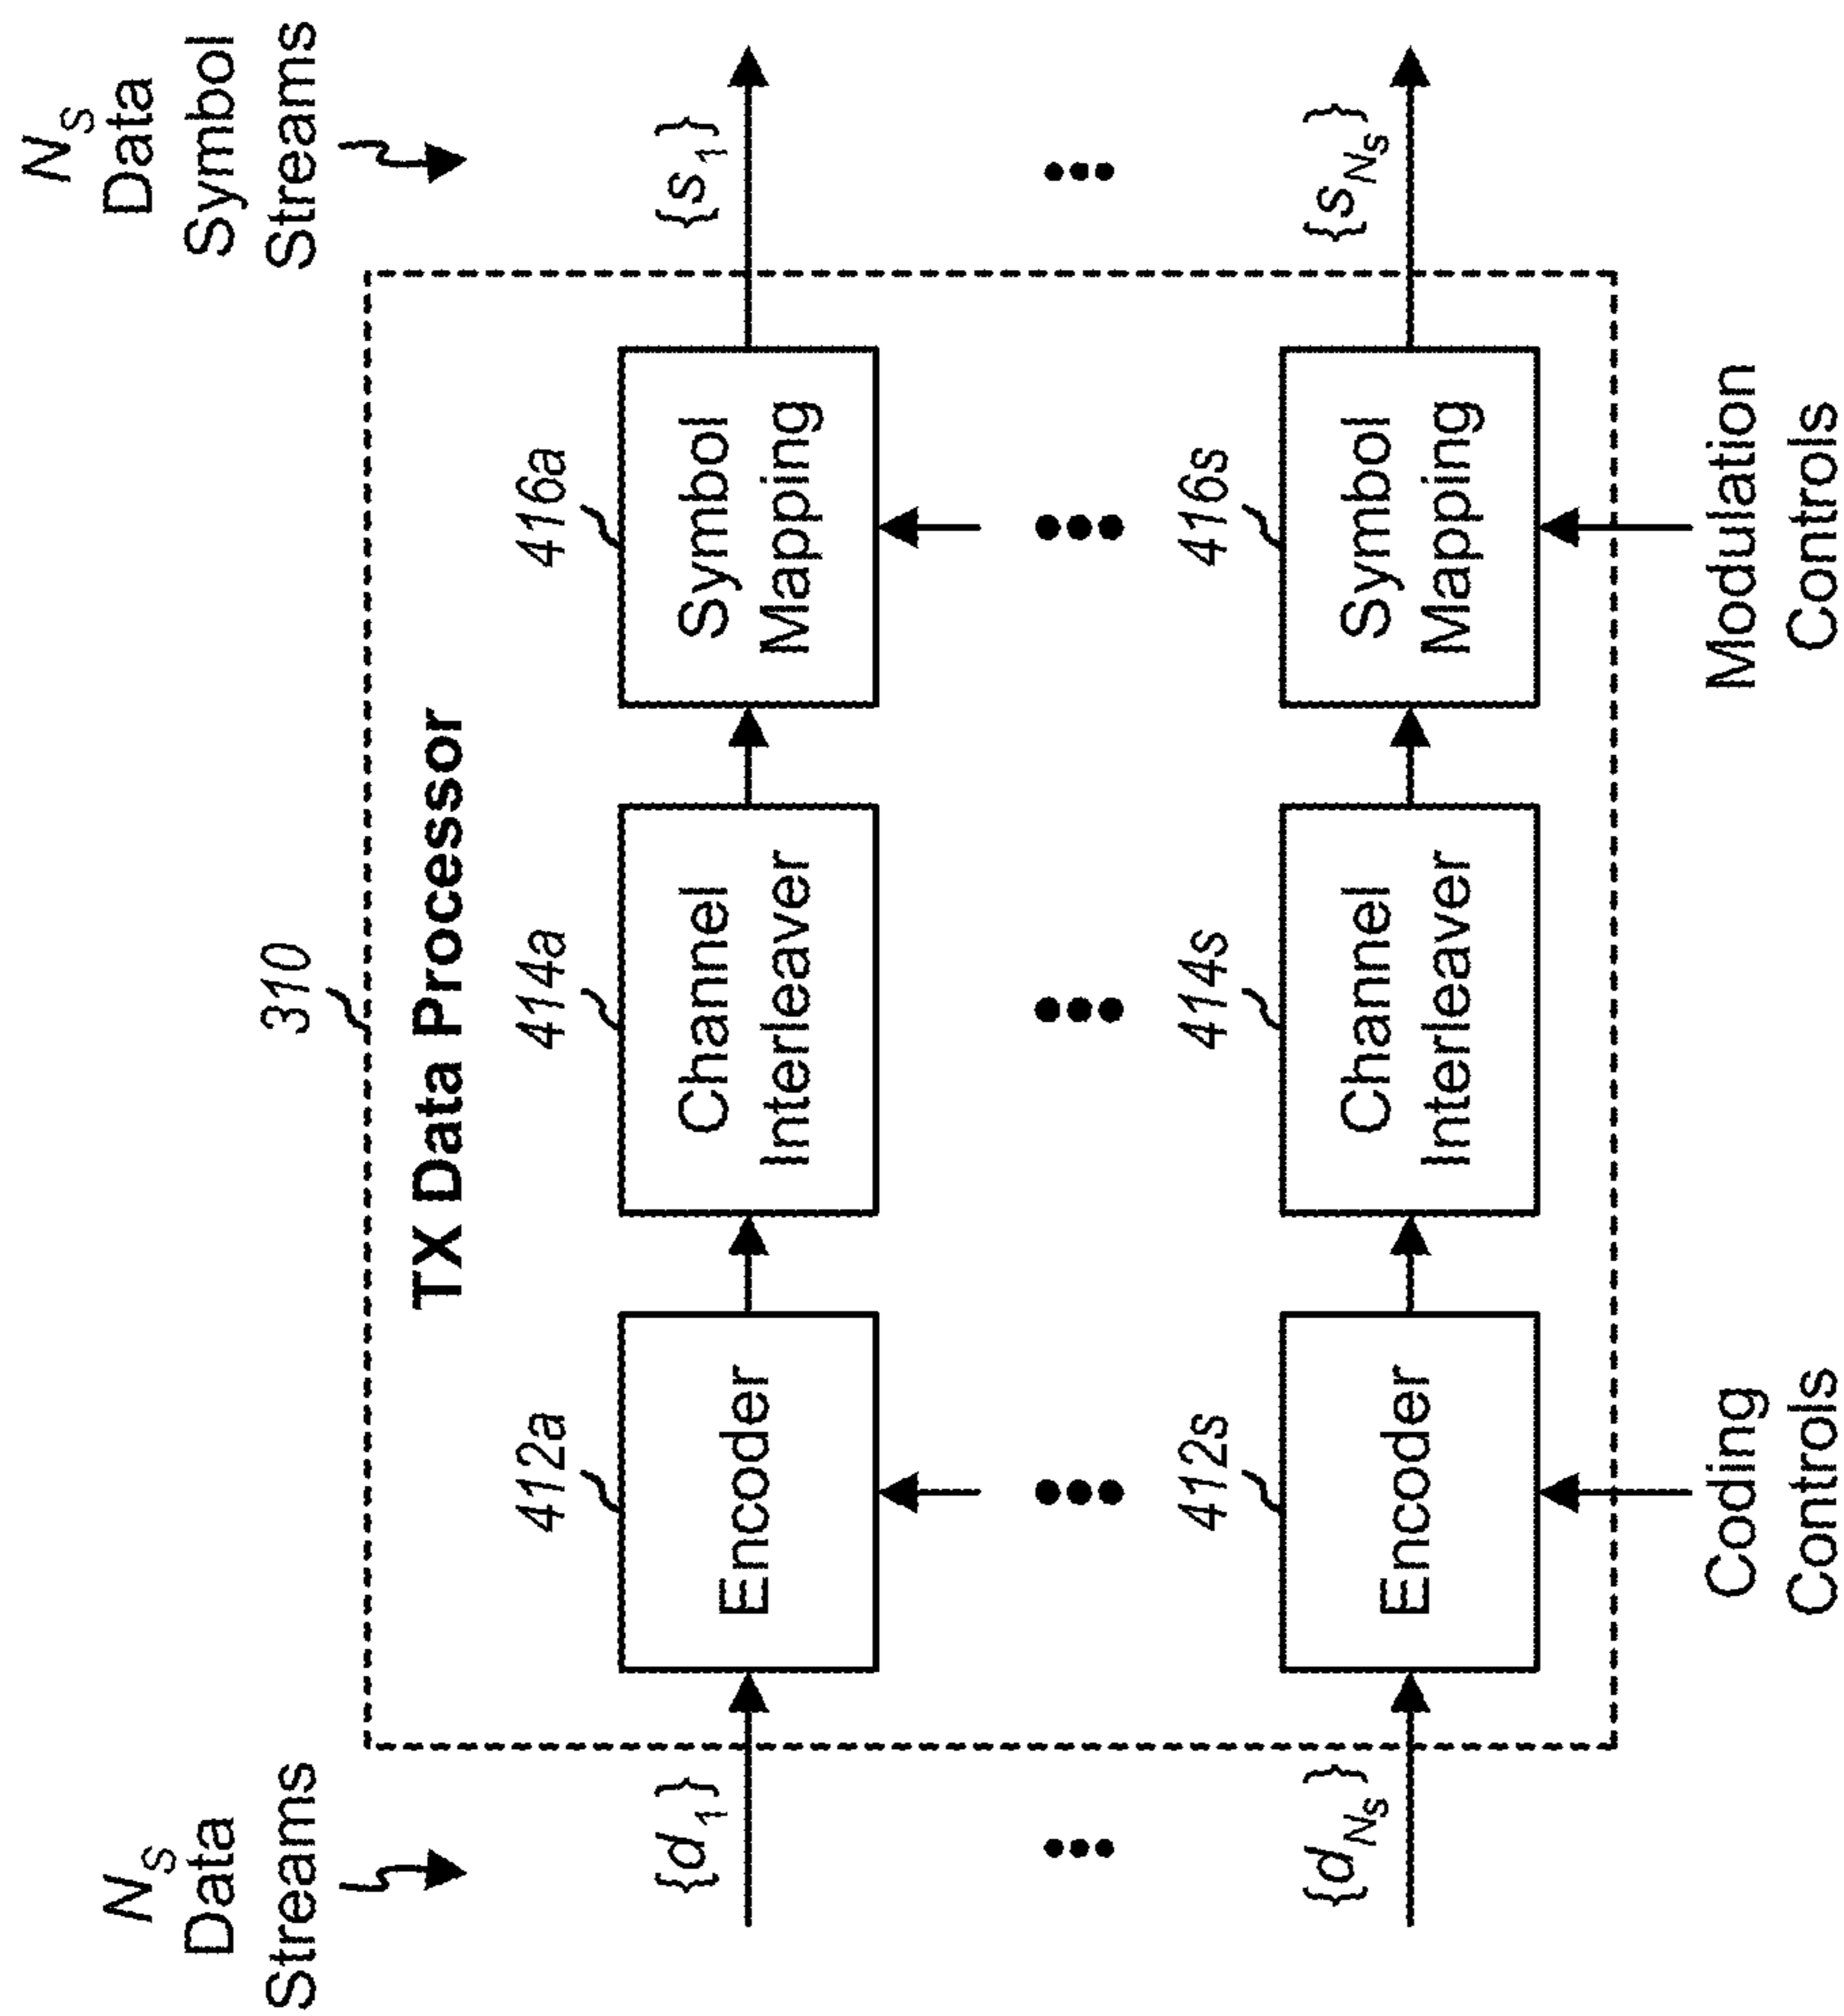 N_S
Data
Streams
N_S
Data
Symbol
Streams
310
TX Data Processor
{d_1}
412a
Encoder
414a
Channel
Interleaver
416a
Symbol
Mapping
{s_1}
{d_{N_S}}
412s
Encoder
414s
Channel
Interleaver
416s
Symbol
Mapping
{s_{N_S}}
Coding
Controls
Modulation
Controls